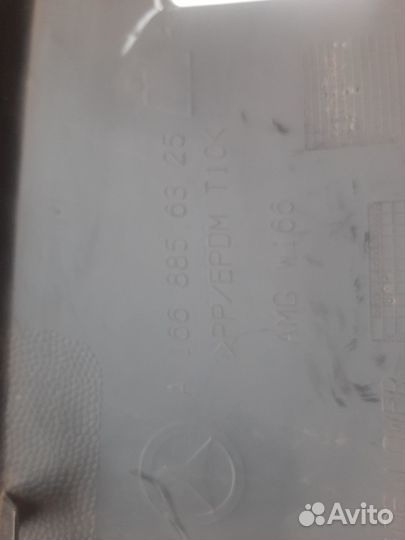 A 166 885 63 25
>PP/EPDM T10<
AMG W166
Avito